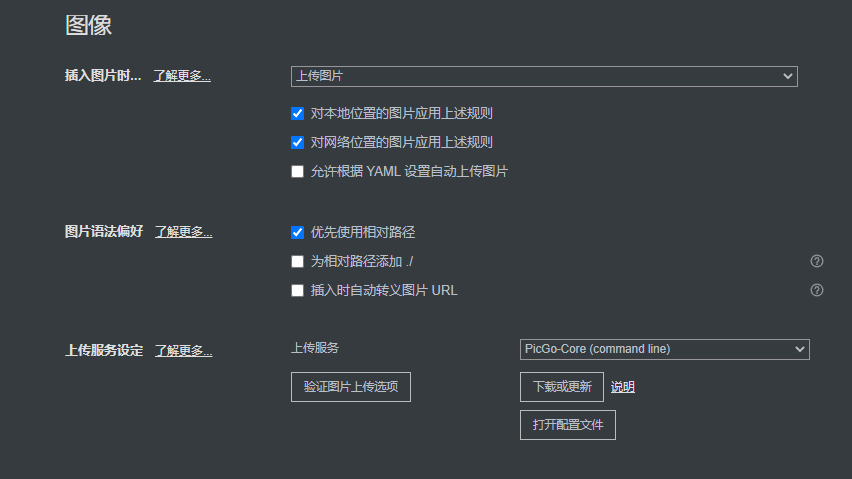 图像
插入图片时... 了解更多... 上传图片
对本地位置的图片应用上述规则
对网络位置的图片应用上述规则
允许根据 YAML 设置自动上传图片
图片语法偏好 了解更多... 优先使用相对路径
为相对路径添加 ./
插入时自动转义图片 URL
上传服务设定 了解更多... 上传服务 PicGo-Core (command line)
验证图片上传选项 下载或更新 说明
打开配置文件